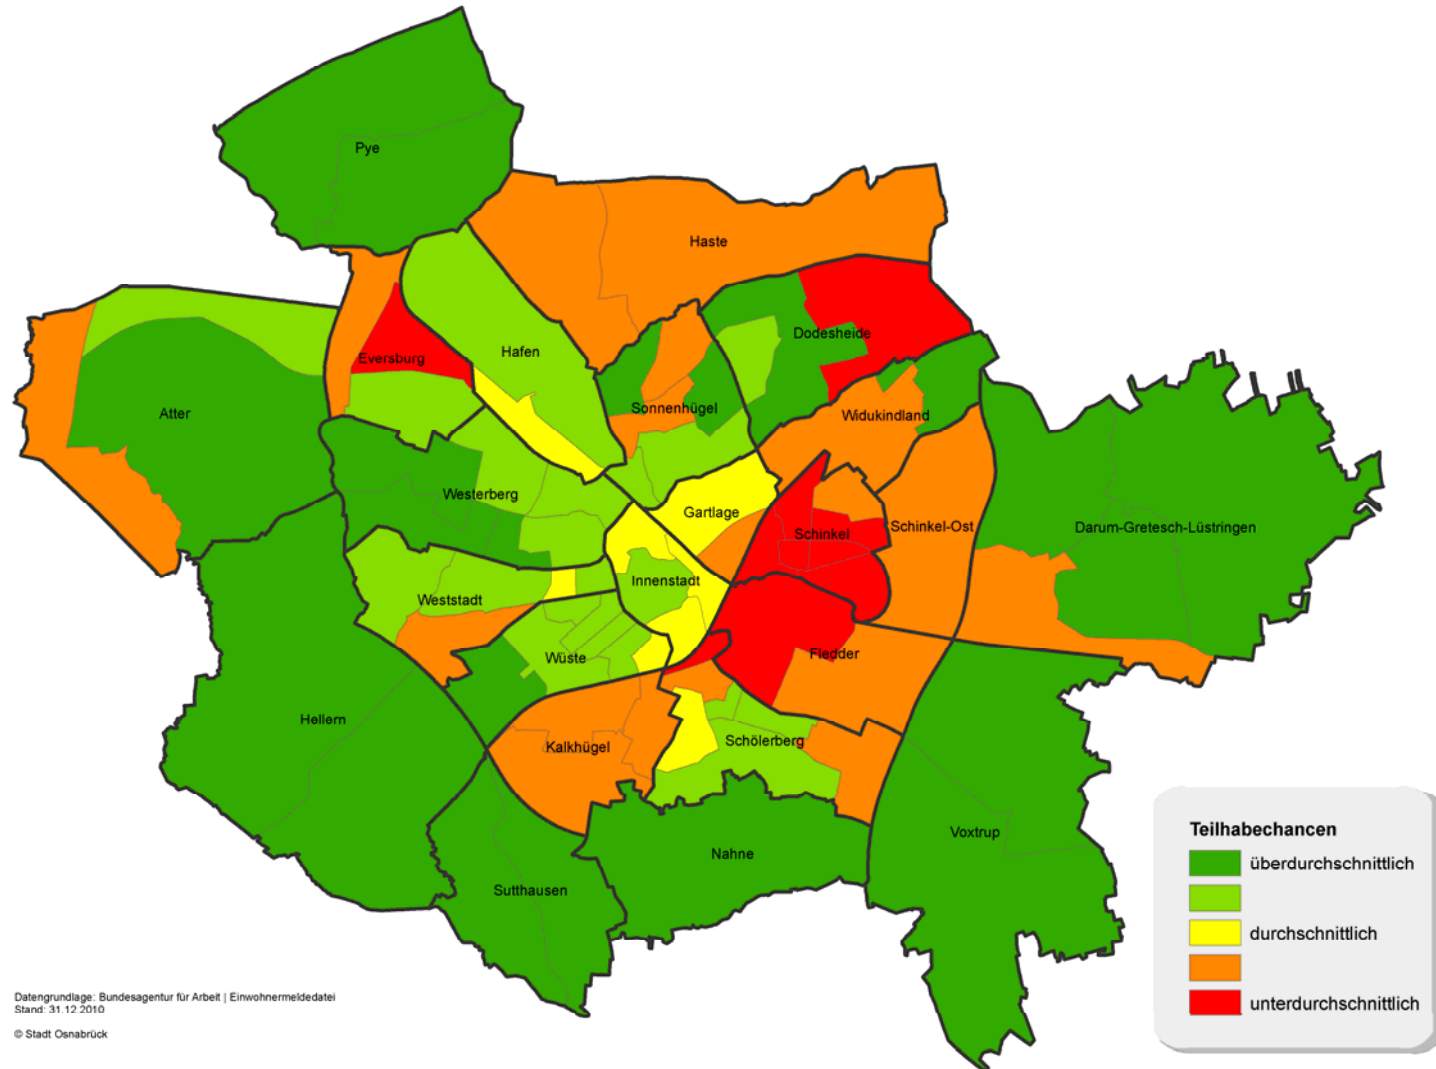 Pye
Haste
Dodesheide
Hafen
Eversburg
Sonnenhügel
Widukindland
Atter
Westerberg
Gartlage
Schinkel
Schinkel-Ost
Darum-Gretesch-Lüstringen
Innenstadt
Weststadt
Wüste
Fledder
Hellern
Kalkhügel
Schölerberg
Voxtrup
Nahne
Sutthausen
Teilhabechancen
überdurchschnittlich
durchschnittlich
unterdurchschnittlich
Datengrundlage: Bundesagentur für Arbeit | Einwohnermeldedatei
Stand: 31.12.2010
© Stadt Osnabrück